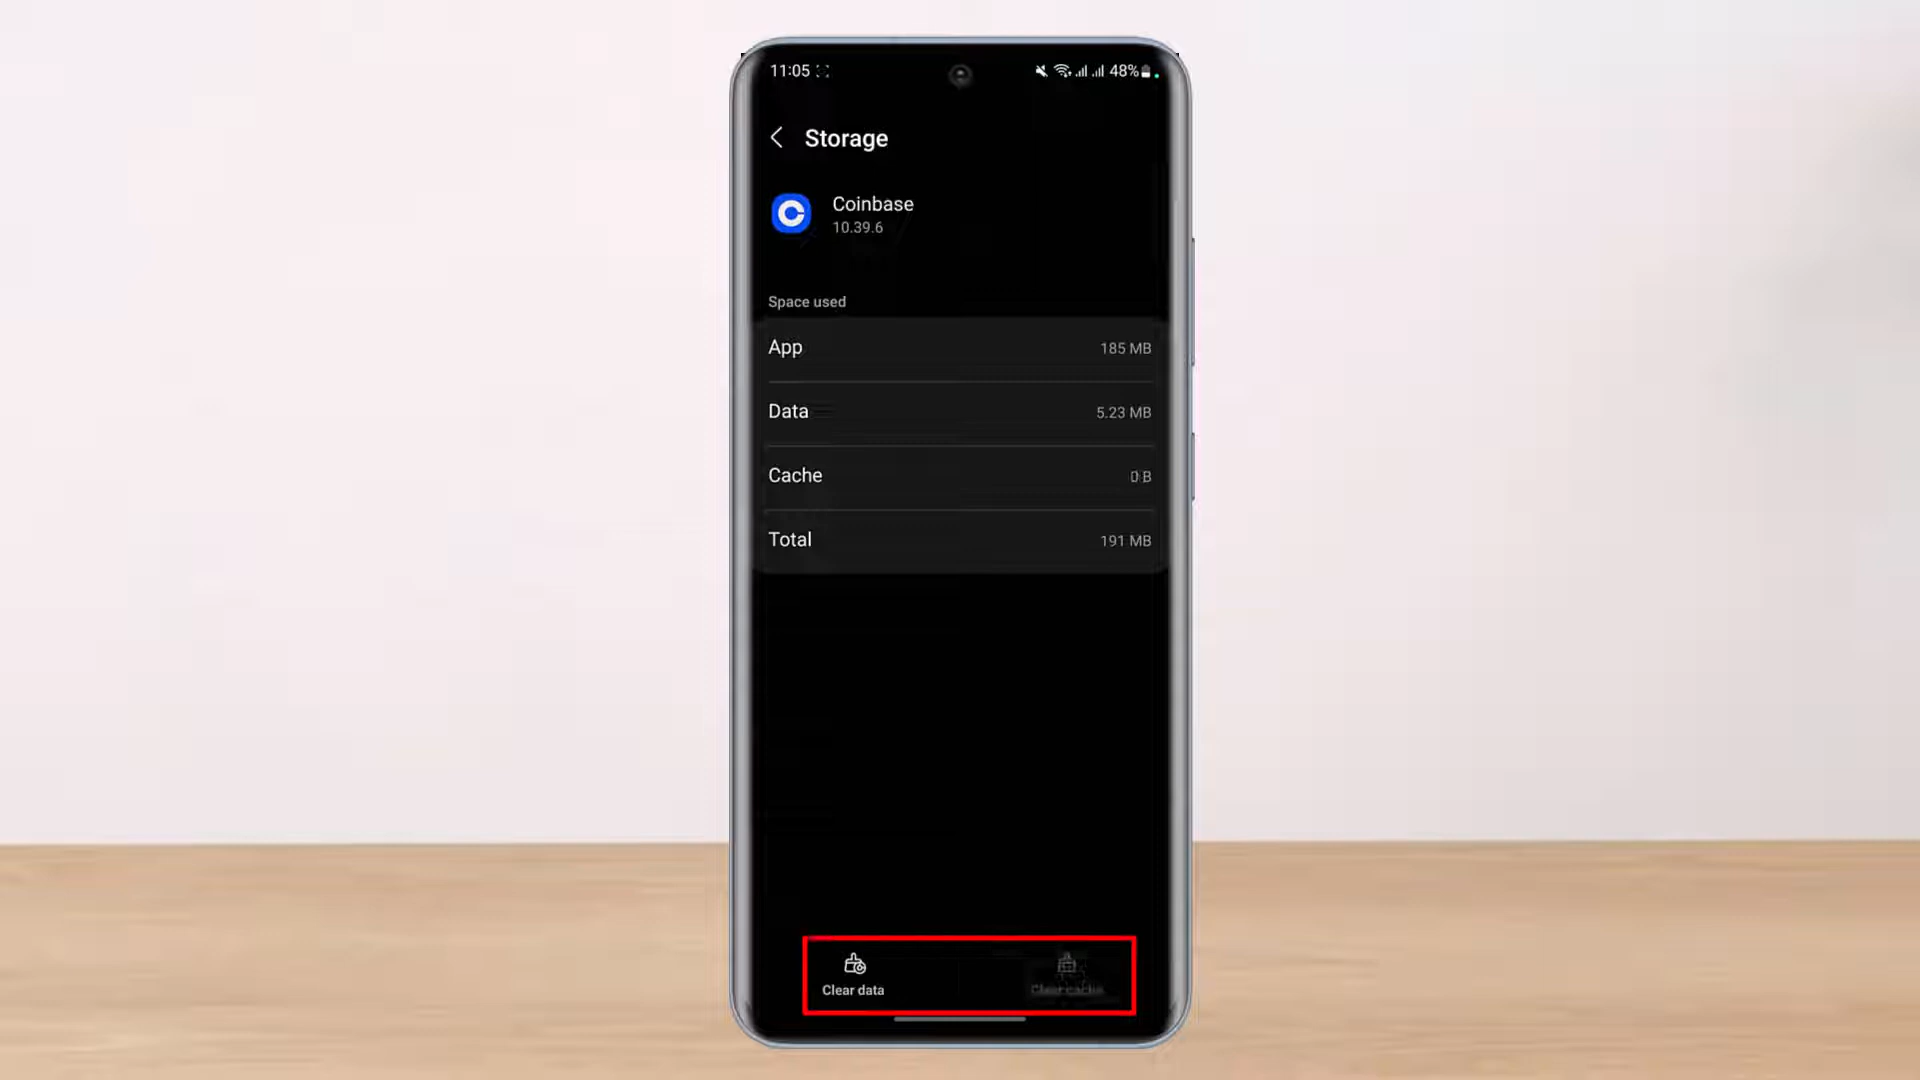 11:05
48%
Storage
Coinbase
10.39.6
Space used
App 185 MB
Data 5.23 MB
Cache 0 B
Total 191 MB
Clear data Clear cache